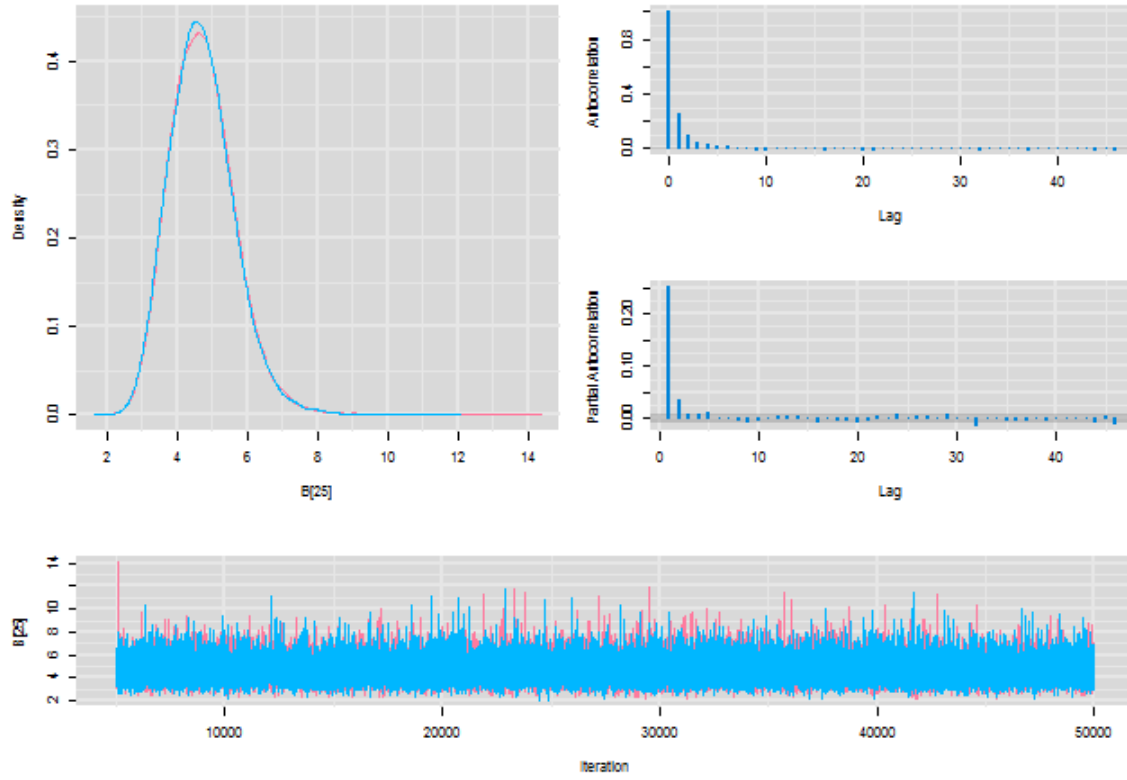 Density
0.0 0.1 0.2 0.3 0.4
2 4 6 8 10 12 14
B[25]
Autocorrelation
0.0 0.4 0.8
0 10 20 30 40
Lag
Partial Autocorrelation
0.00 0.10 0.20
0 10 20 30 40
Lag
B[25]
2 4 6 8 10 14
10000 20000 30000 40000 50000
Iteration